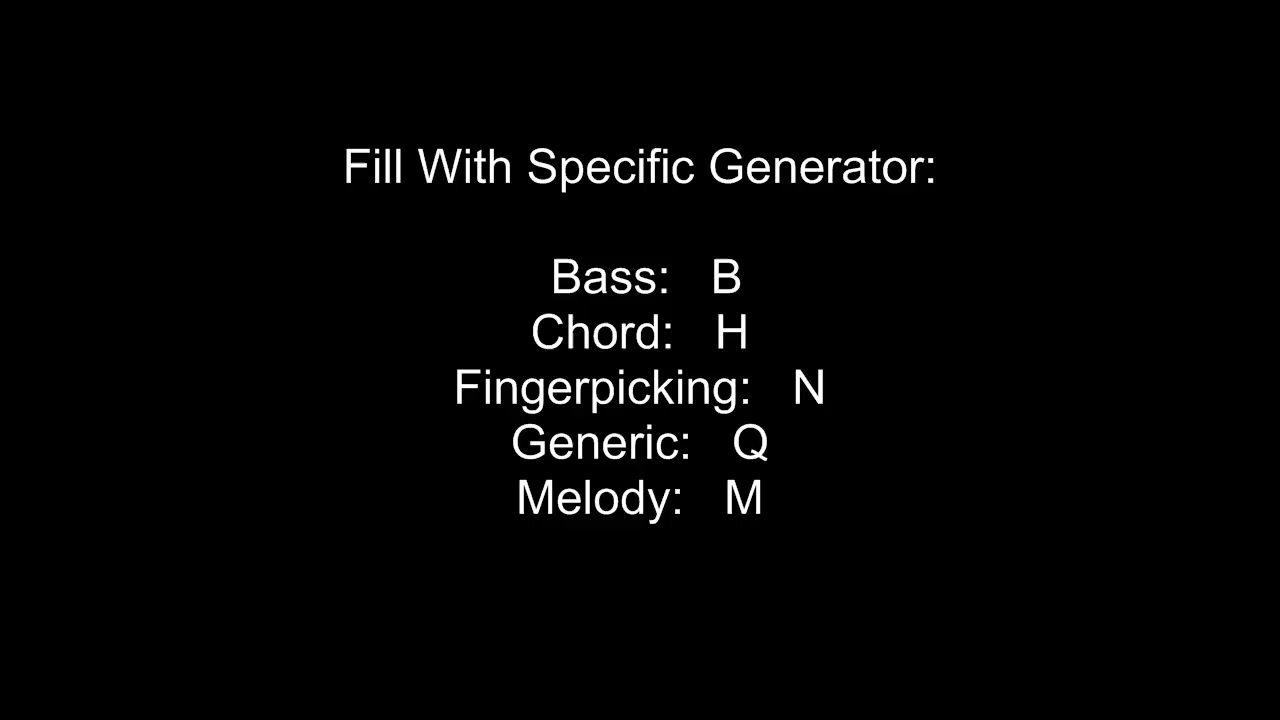 Fill With Specific Generator:
Bass: B
Chord: H
Fingerpicking: N
Generic: Q
Melody: M